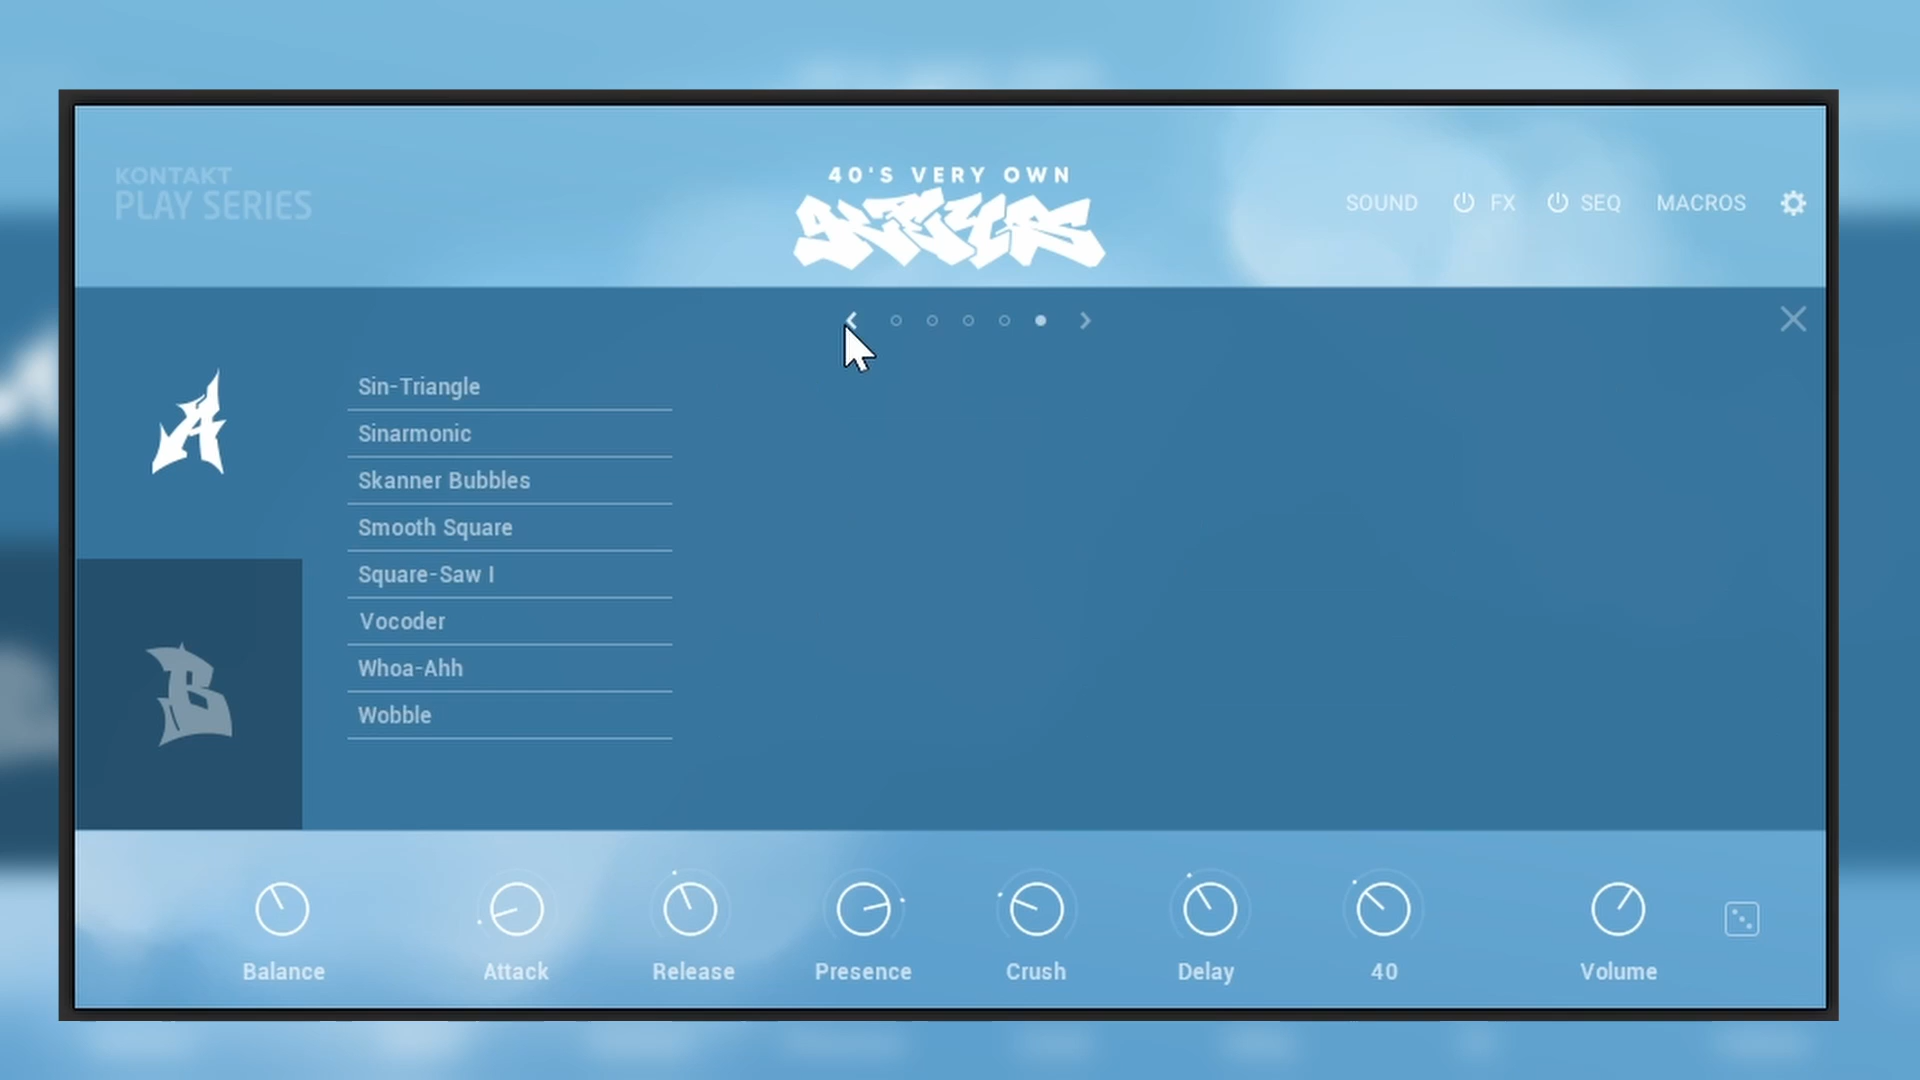 KONTAKT
PLAY SERIES
40'S VERY OWN
KEYS
SOUND
FX
SEQ
MACROS
A
Sin-Triangle
Sinarmonic
Skanner Bubbles
Smooth Square
Square-Saw I
Vocoder
Whoa-Ahh
Wobble
B
Balance
Attack
Release
Presence
Crush
Delay
40
Volume